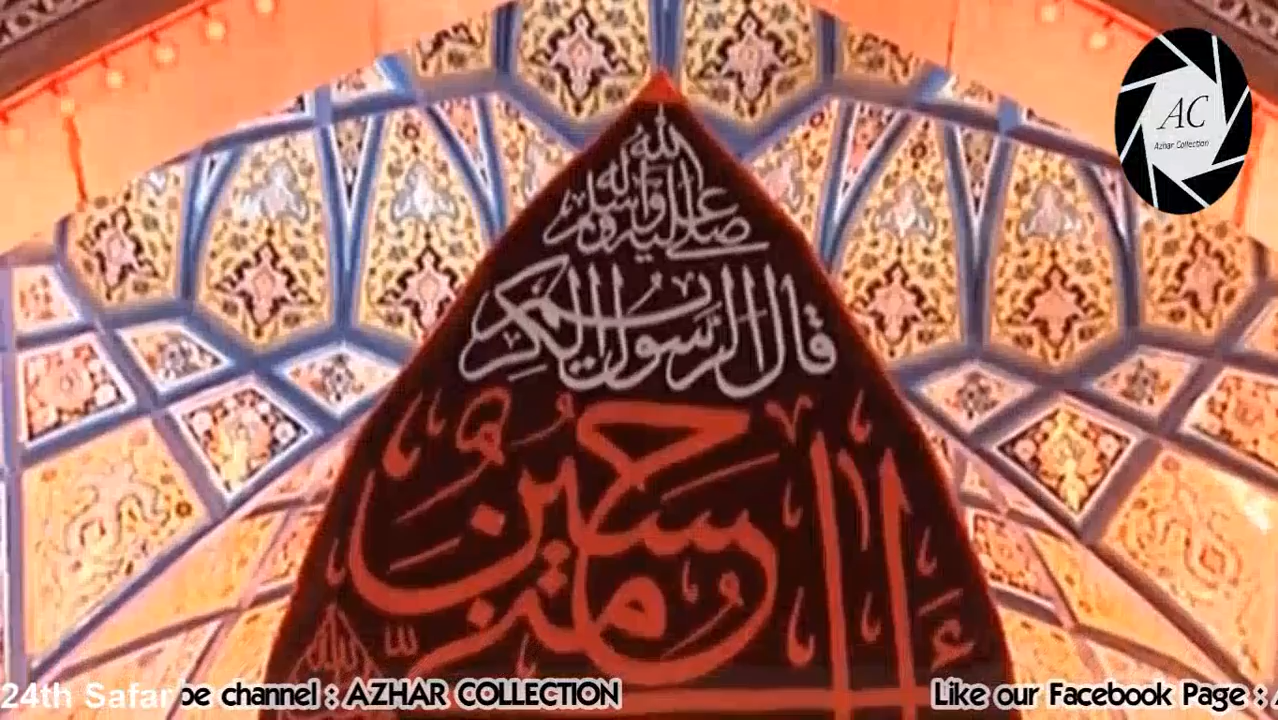 الله
صلى الله عليه وآله وسلم
قال الرسول الكريم
حسين
AC
Azhar Collection
24th Safar
be channel : AZHAR COLLECTION
Like our Facebook Page :